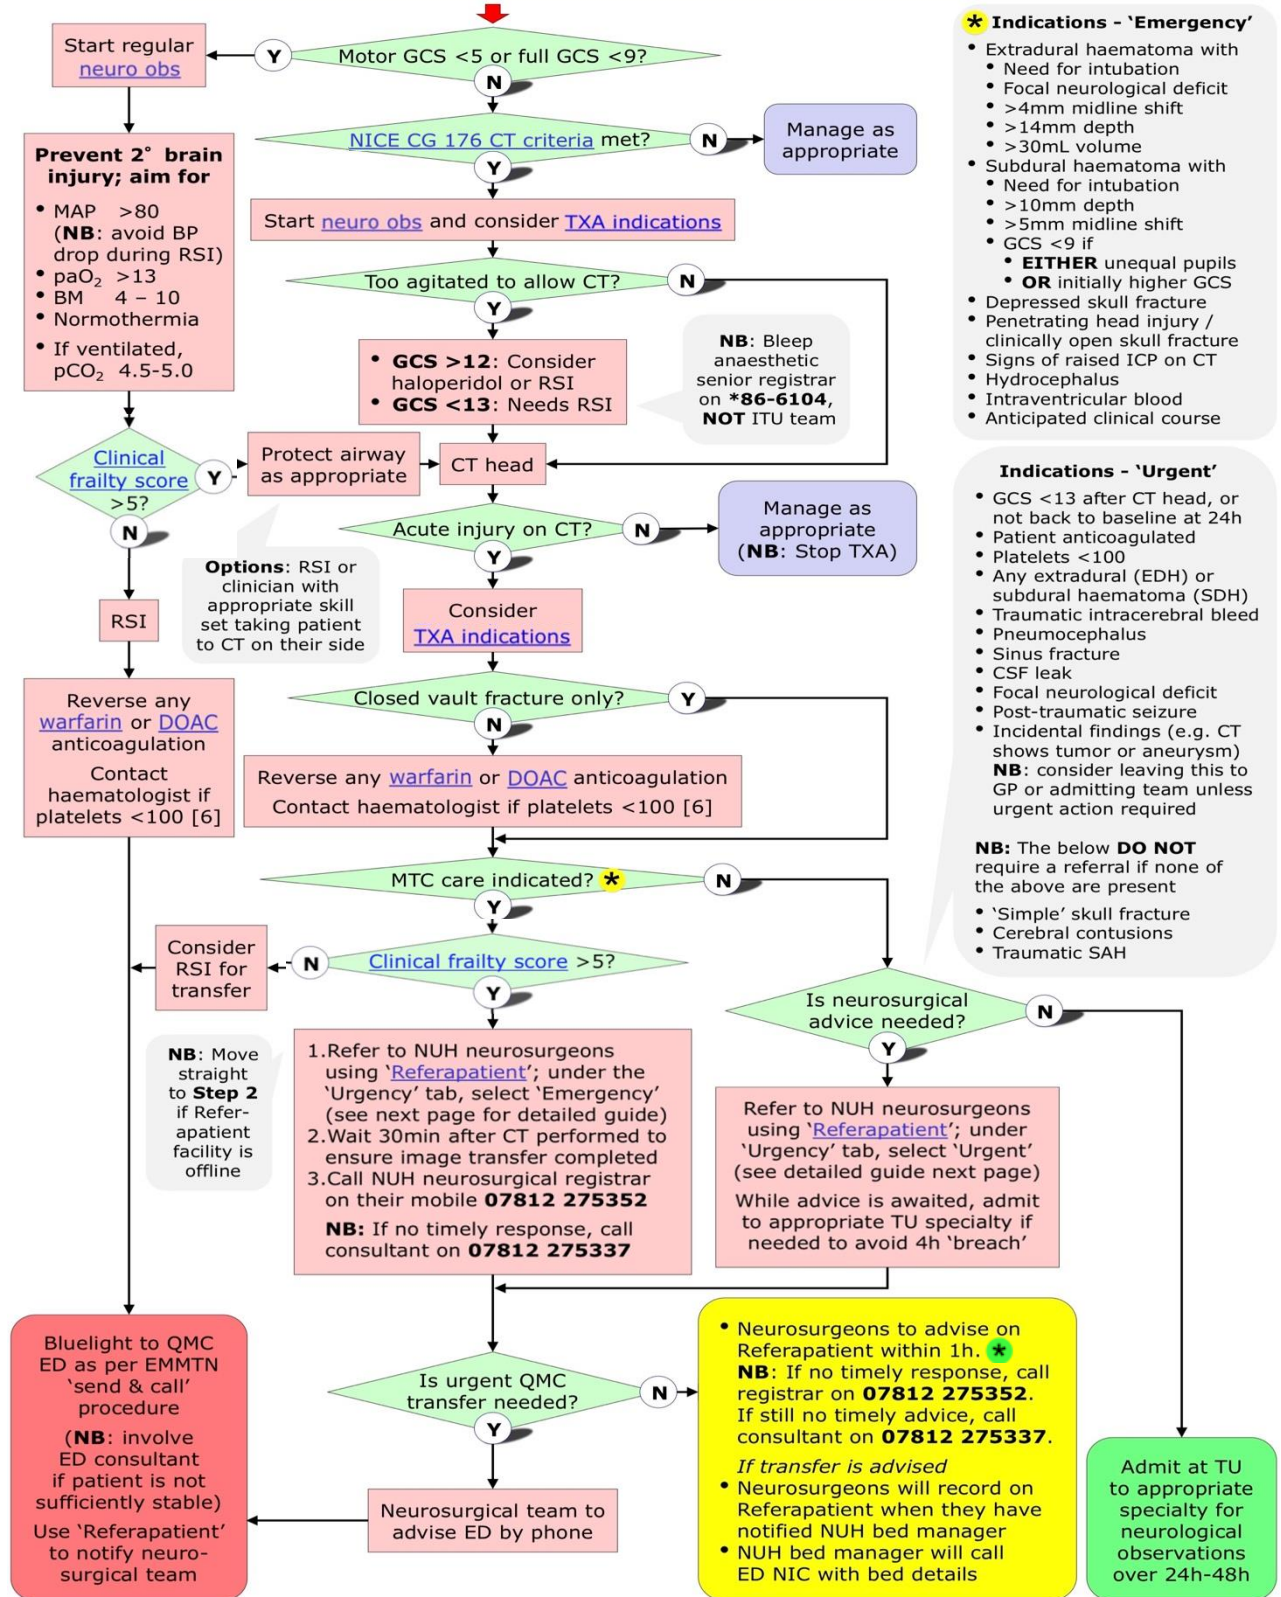 Start regular
neuro obs
Y
Motor GCS <5 or full GCS <9?
N
NICE CG 176 CT criteria met?
N
Manage as
appropriate
Y
Prevent 2° brain
injury; aim for
• MAP >80
(NB: avoid BP
drop during RSI)
• paO₂ >13
• BM 4 – 10
• Normothermia
• If ventilated,
pCO₂ 4.5-5.0
Start neuro obs and consider TXA indications
Too agitated to allow CT?
N
Y
• GCS >12: Consider
haloperidol or RSI
• GCS <13: Needs RSI
NB: Bleep
anaesthetic
senior registrar
on *86-6104,
NOT ITU team
Clinical
frailty score
>5?
Y
N
Protect airway
as appropriate
CT head
Options: RSI or
clinician with
appropriate skill
set taking patient
to CT on their side
Acute injury on CT?
N
Manage as
appropriate
(NB: Stop TXA)
Y
RSI
Consider
TXA indications
Closed vault fracture only?
Y
N
Reverse any
warfarin or DOAC
anticoagulation
Contact
haematologist if
platelets <100 [6]
Reverse any warfarin or DOAC anticoagulation
Contact haematologist if platelets <100 [6]
MTC care indicated? *
N
Y
Consider
RSI for
transfer
N
Clinical frailty score >5?
Y
Is neurosurgical
advice needed?
N
Y
NB: Move
straight
to Step 2
if Refer-
apatient
facility is
offline
1.Refer to NUH neurosurgeons
using ‘Referapatient’; under the
‘Urgency’ tab, select ‘Emergency’
(see next page for detailed guide)
2.Wait 30min after CT performed to
ensure image transfer completed
3.Call NUH neurosurgical registrar
on their mobile 07812 275352
NB: If no timely response, call
consultant on 07812 275337
Refer to NUH neurosurgeons
using ‘Referapatient’; under
‘Urgency’ tab, select ‘Urgent’
(see detailed guide next page)
While advice is awaited, admit
to appropriate TU specialty if
needed to avoid 4h ‘breach’
Bluelight to QMC
ED as per EMMTN
‘send & call’
procedure
(NB: involve
ED consultant
if patient is not
sufficiently stable)
Use ‘Referapatient’
to notify neuro-
surgical team
Is urgent QMC
transfer needed?
N
Y
Neurosurgical team to
advise ED by phone
• Neurosurgeons to advise on
Referapatient within 1h. *
NB: If no timely response, call
registrar on 07812 275352.
If still no timely advice, call
consultant on 07812 275337.
If transfer is advised
• Neurosurgeons will record on
Referapatient when they have
notified NUH bed manager
• NUH bed manager will call
ED NIC with bed details
Admit at TU
to appropriate
specialty for
neurological
observations
over 24h-48h
* Indications - ‘Emergency’
• Extradural haematoma with
• Need for intubation
• Focal neurological deficit
• >4mm midline shift
• >14mm depth
• >30mL volume
• Subdural haematoma with
• Need for intubation
• >10mm depth
• >5mm midline shift
• GCS <9 if
• EITHER unequal pupils
• OR initially higher GCS
• Depressed skull fracture
• Penetrating head injury /
clinically open skull fracture
• Signs of raised ICP on CT
• Hydrocephalus
• Intraventricular blood
• Anticipated clinical course
Indications - ‘Urgent’
• GCS <13 after CT head, or
not back to baseline at 24h
• Patient anticoagulated
• Platelets <100
• Any extradural (EDH) or
subdural haematoma (SDH)
• Traumatic intracerebral bleed
• Pneumocephalus
• Sinus fracture
• CSF leak
• Focal neurological deficit
• Post-traumatic seizure
• Incidental findings (e.g. CT
shows tumor or aneurysm)
NB: consider leaving this to
GP or admitting team unless
urgent action required
NB: The below DO NOT
require a referral if none of
the above are present
• ‘Simple’ skull fracture
• Cerebral contusions
• Traumatic SAH